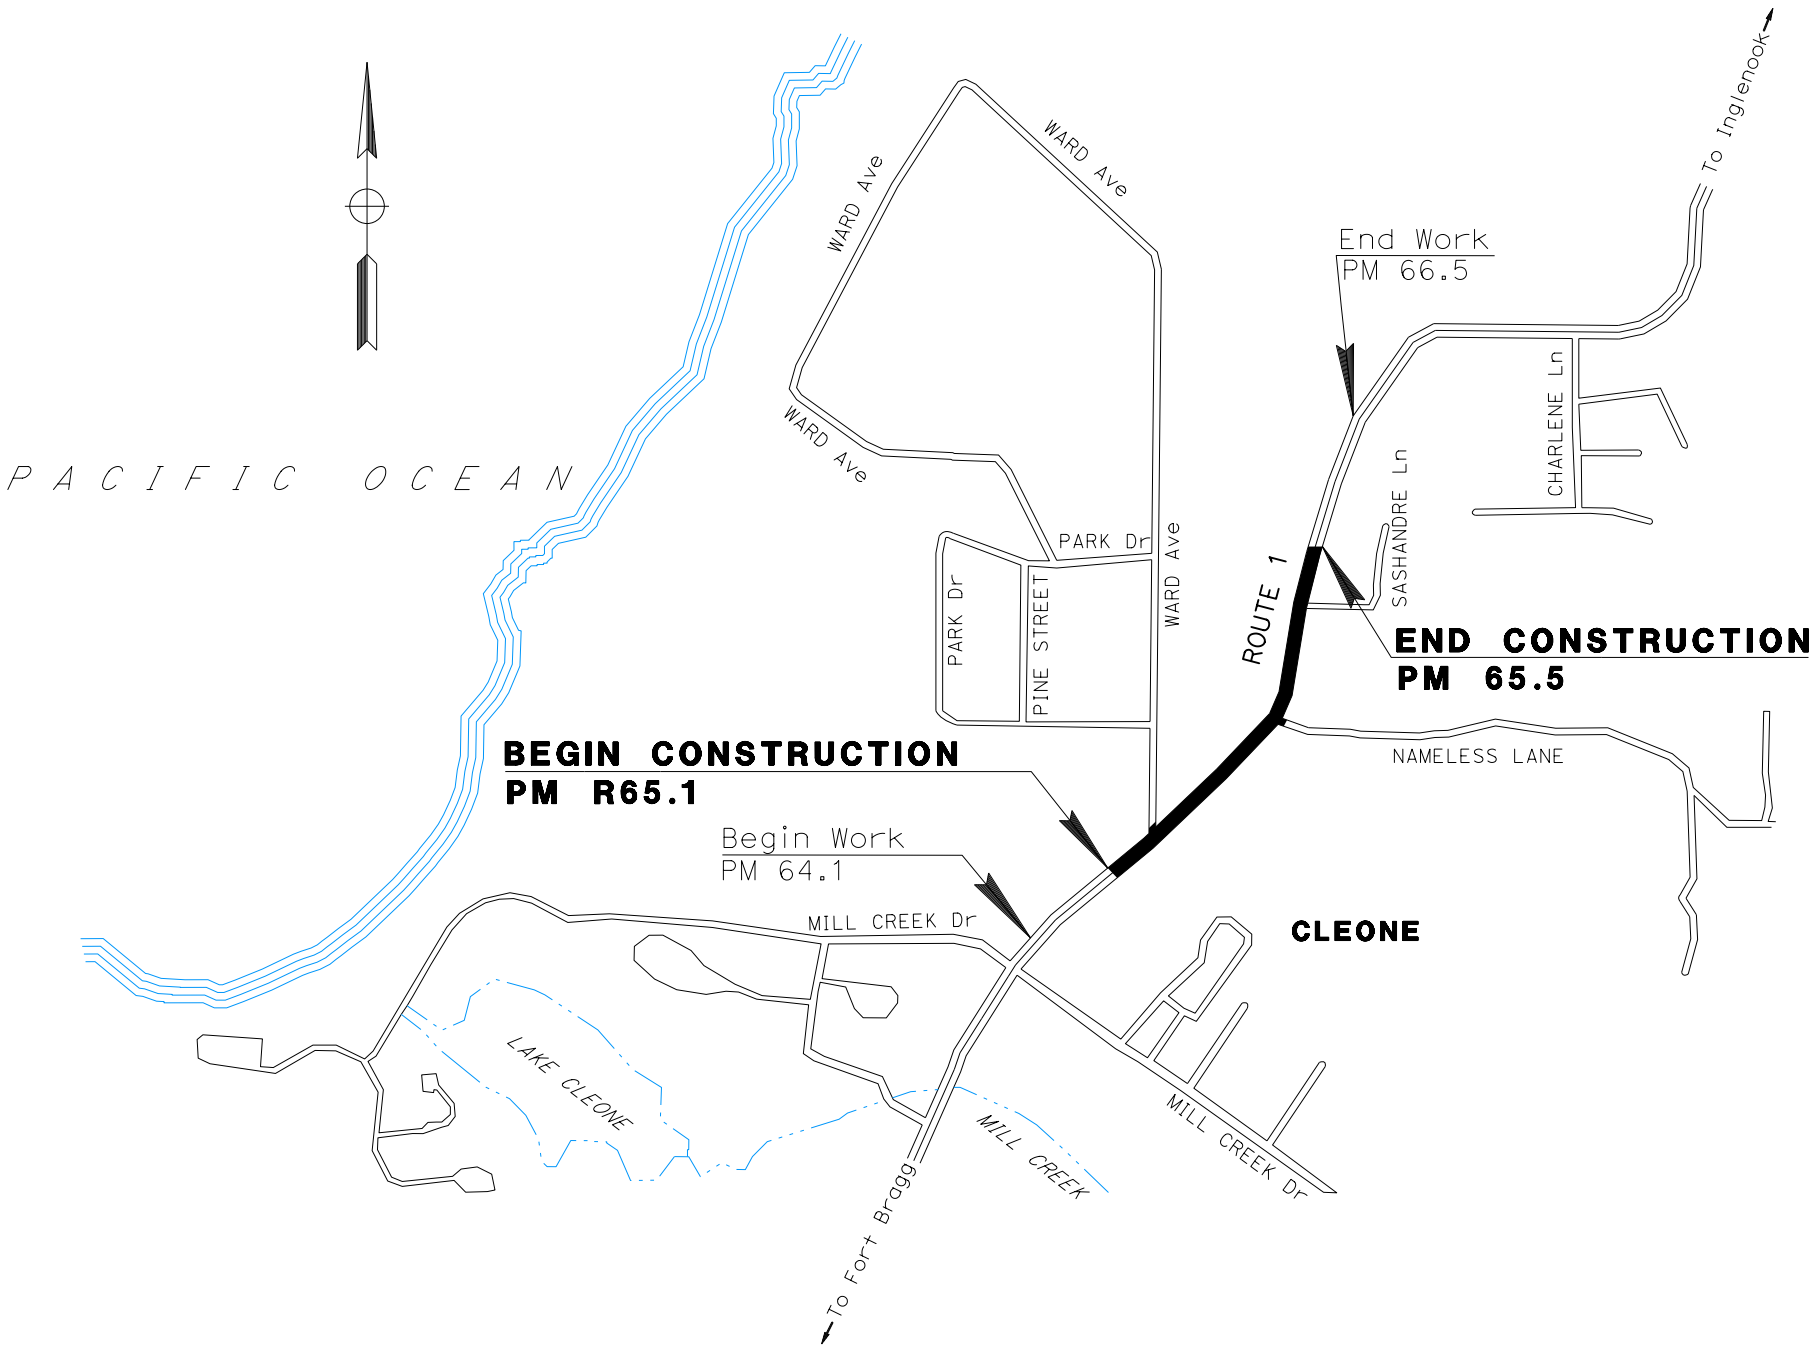 To Inglenook
WARD Ave
WARD Ave
End Work
PM 66.5
WARD Ave
PACIFIC OCEAN
CHARLENE Ln
SASHANDRE Ln
PARK Dr
WARD Ave
PARK Dr
PINE STREET
ROUTE 1
END CONSTRUCTION
PM 65.5
NAMELESS LANE
BEGIN CONSTRUCTION
PM R65.1
Begin Work
PM 64.1
MILL CREEK Dr
CLEONE
LAKE CLEONE
MILL CREEK
MILL CREEK Dr
To Fort Bragg